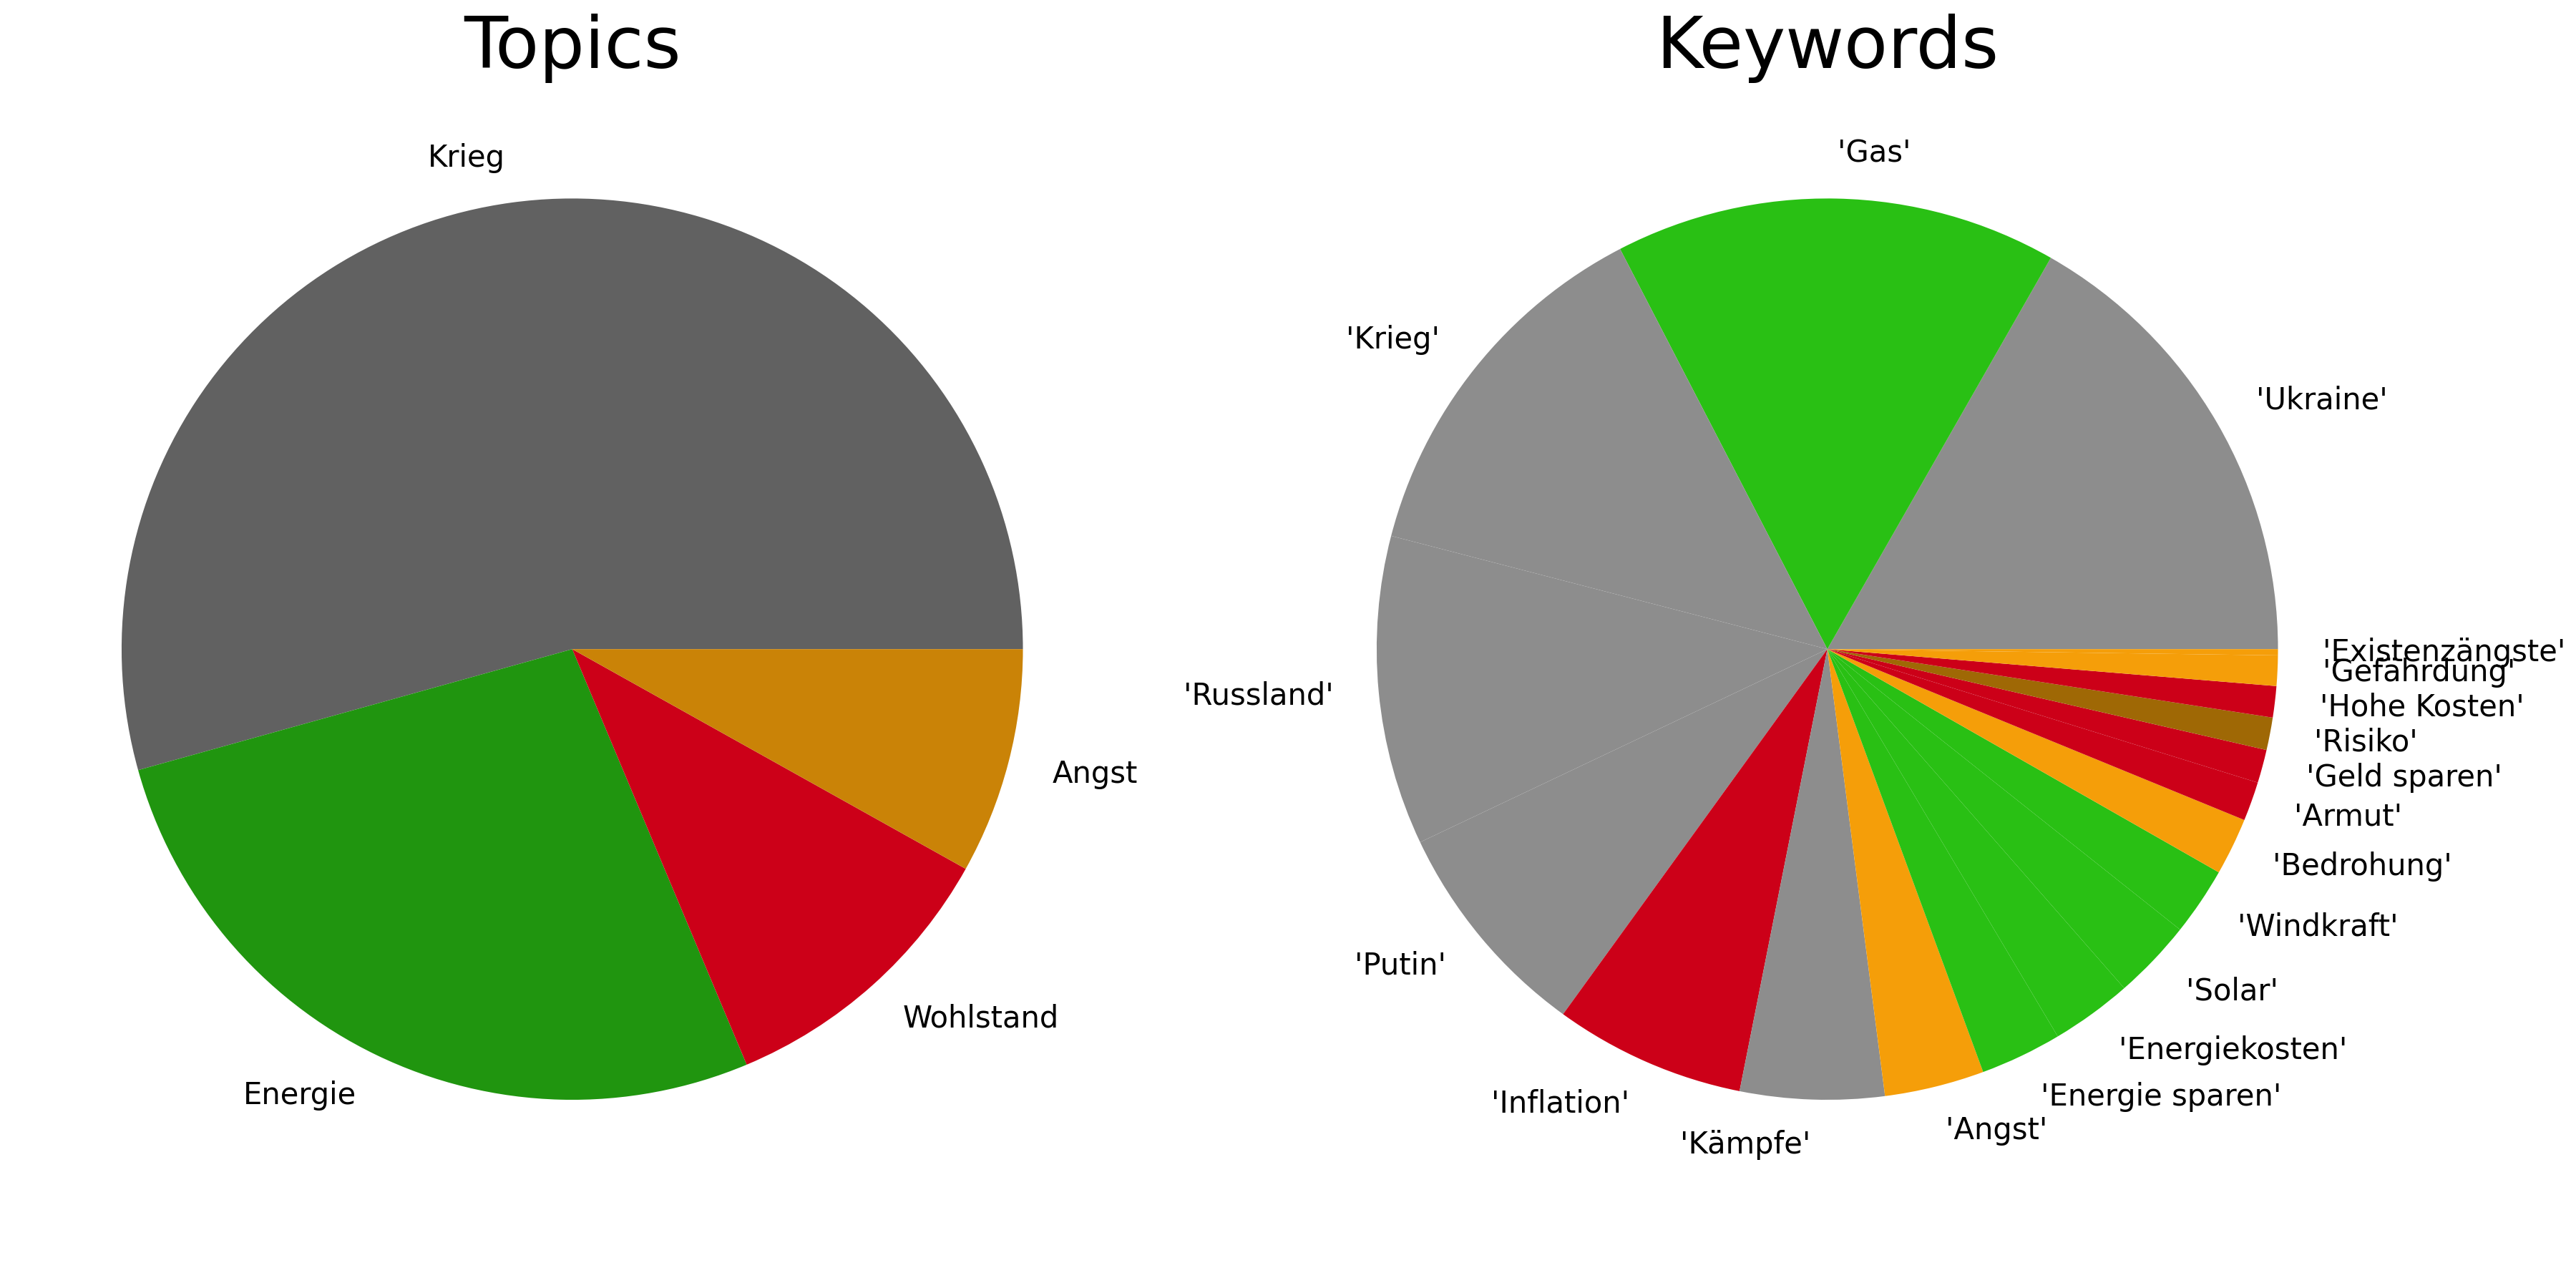 Topics
Krieg
Energie
Wohlstand
Angst
Keywords
'Ukraine'
'Gas'
'Krieg'
'Russland'
'Putin'
'Inflation'
'Kämpfe'
'Angst'
'Energie sparen'
'Energiekosten'
'Solar'
'Windkraft'
'Bedrohung'
'Armut'
'Geld sparen'
'Risiko'
'Hohe Kosten'
'Gefährdung'
'Existenzängste'